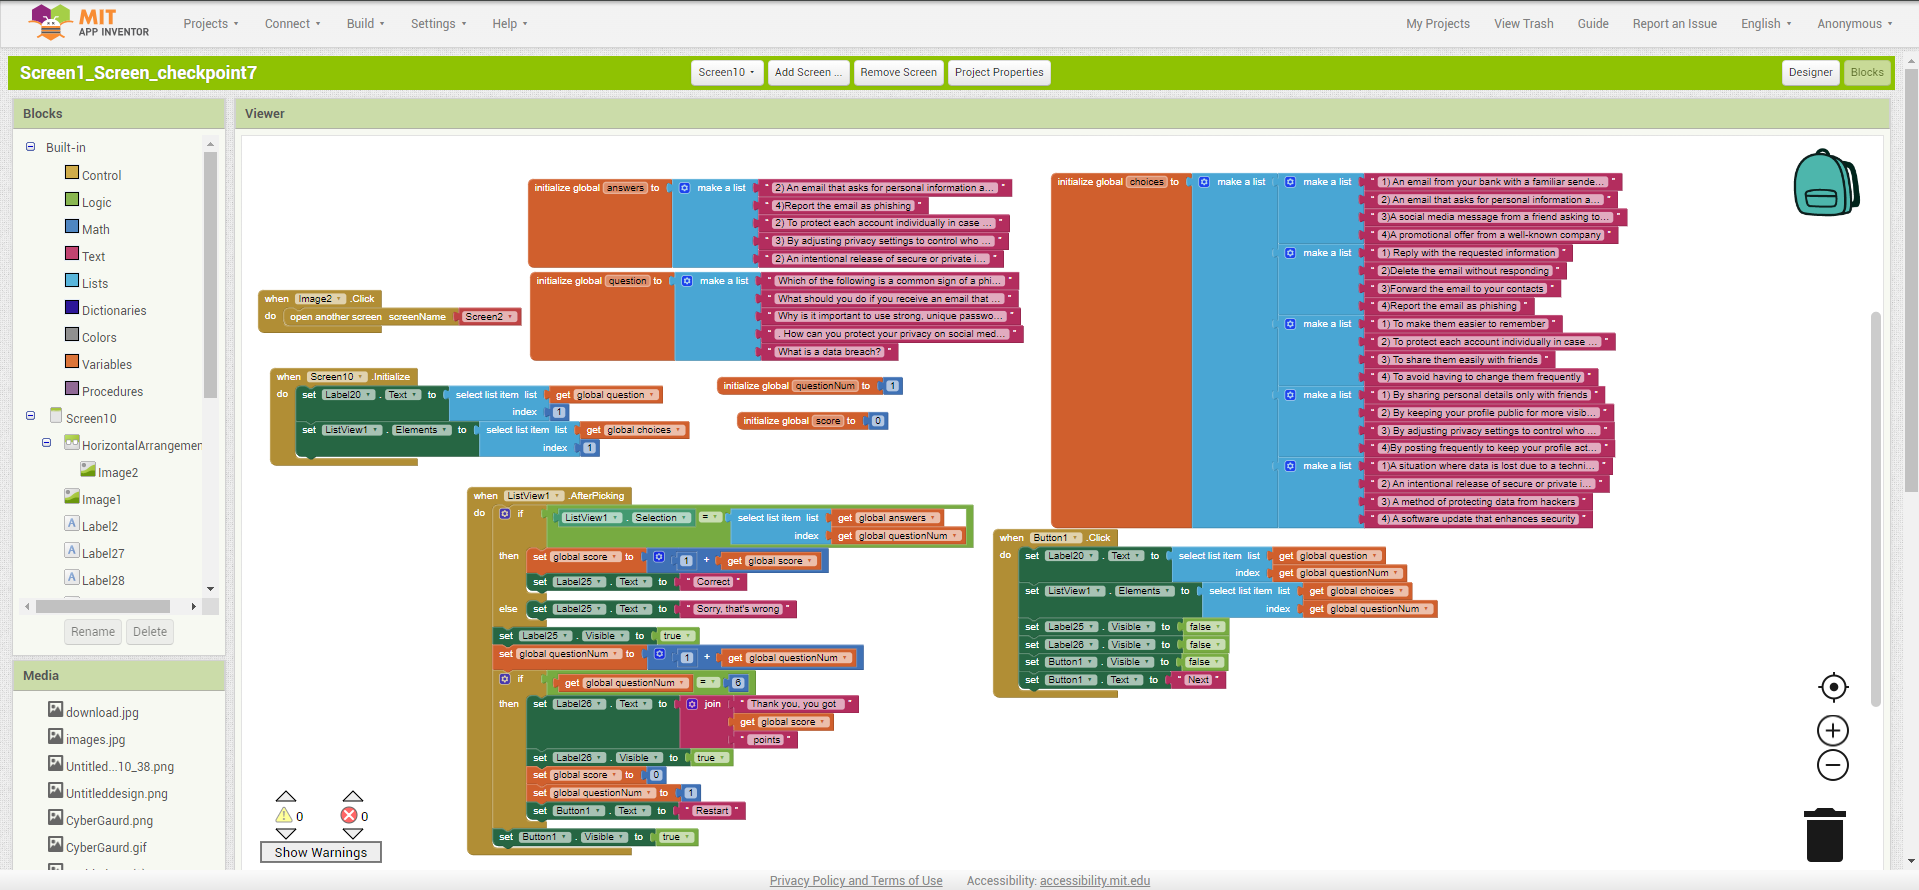 MIT
APP INVENTOR
Projects Connect Build Settings Help
My Projects View Trash Guide Report an Issue English Anonymous
Screen1_Screen_checkpoint7
Screen10 Add Screen ... Remove Screen Project Properties
Designer Blocks
Blocks
Built-in
Control
Logic
Math
Text
Lists
Dictionaries
Colors
Variables
Procedures
Screen10
HorizontalArrangemen
Image2
Image1
Label2
Label27
Label28
Rename Delete
Media
download.jpg
images.jpg
Untitled...10_38.png
Untitleddesign.png
CyberGaurd.png
CyberGaurd.gif
Viewer
when Image2 .Click
do open another screen screenName " Screen2 "
initialize global answers to make a list " 2) An email that asks for personal information a... "
" 4)Report the email as phishing "
" 2) To protect each account individually in case ... "
" 3) By adjusting privacy settings to control who ... "
" 2) An intentional release of secure or private i... "
initialize global question to make a list " Which of the following is a common sign of a phi... "
" What should you do if you receive an email that ... "
" Why is it important to use strong, unique passwo... "
" . How can you protect your privacy on social med... "
" What is a data breach? "
initialize global questionNum to 1
initialize global score to 0
when Screen10 .Initialize
do set Label20 . Text to select list item list get global question
index 1
set ListView1 . Elements to select list item list get global choices
index 1
when ListView1 .AfterPicking
do if ListView1 . Selection = select list item list get global answers
index get global questionNum
then set global score to 1 + get global score
set Label25 . Text to " Correct "
else set Label25 . Text to " Sorry, that's wrong "
set Label25 . Visible to true
set global questionNum to 1 + get global questionNum
if get global questionNum = 6
then set Label26 . Text to join " Thank you, you got "
get global score
" points "
set Label26 . Visible to true
set global score to 0
set global questionNum to 1
set Button1 . Text to " Restart "
set Button1 . Visible to true
initialize global choices to make a list make a list " 1) An email from your bank with a familiar sende... "
" 2) An email that asks for personal information a... "
" 3)A social media message from a friend asking to... "
" 4)A promotional offer from a well-known company "
make a list " 1) Reply with the requested information "
" 2)Delete the email without responding "
" 3)Forward the email to your contacts "
" 4)Report the email as phishing "
make a list " 1) To make them easier to remember "
" 2) To protect each account individually in case ... "
" 3) To share them easily with friends "
" 4) To avoid having to change them frequently "
make a list " 1) By sharing personal details only with friends "
" 2) By keeping your profile public for more visib... "
" 3) By adjusting privacy settings to control who ... "
" 4)By posting frequently to keep your profile act... "
make a list " 1)A situation where data is lost due to a techni... "
" 2) An intentional release of secure or private i... "
" 3) A method of protecting data from hackers "
" 4) A software update that enhances security "
when Button1 .Click
do set Label20 . Text to select list item list get global question
index get global questionNum
set ListView1 . Elements to select list item list get global choices
index get global questionNum
set Label25 . Visible to false
set Label26 . Visible to false
set Button1 . Visible to false
set Button1 . Text to " Next "
0 0
Show Warnings
Privacy Policy and Terms of Use Accessibility: accessibility.mit.edu